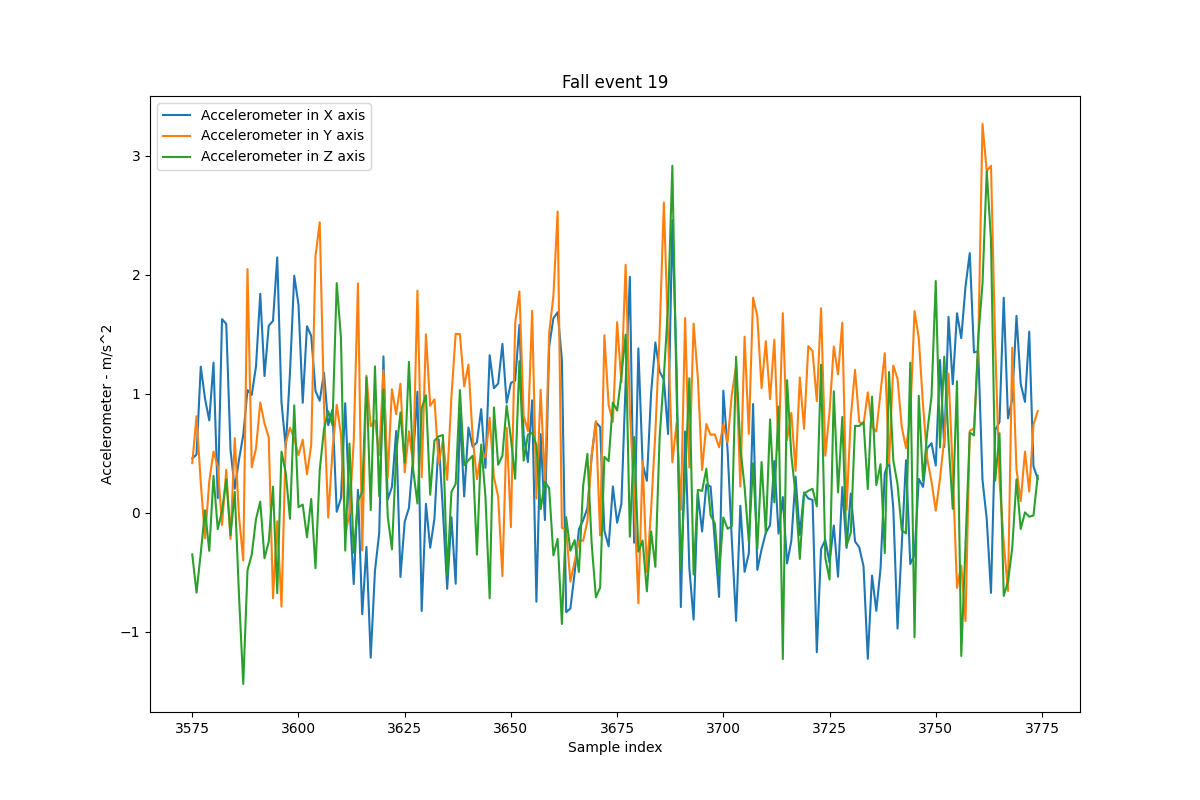 Fall event 19
Accelerometer in X axis
Accelerometer in Y axis
Accelerometer in Z axis
Accelerometer - m/s^2
3
2
1
0
−1
3575 3600 3625 3650 3675 3700 3725 3750 3775
Sample index